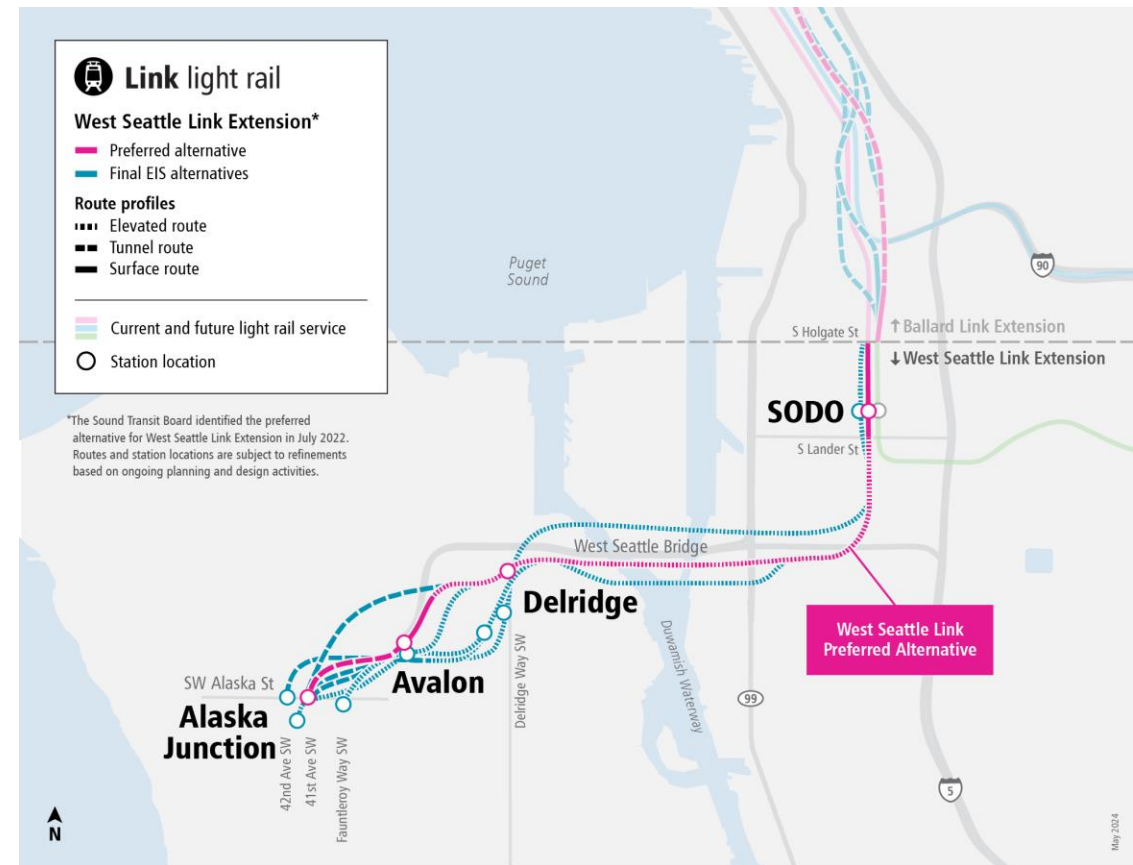 Link light rail
West Seattle Link Extension*
Preferred alternative
Final EIS alternatives
Route profiles
Elevated route
Tunnel route
Surface route
Current and future light rail service
Station location
*The Sound Transit Board identified the preferred
alternative for West Seattle Link Extension in July 2022.
Routes and station locations are subject to refinements
based on ongoing planning and design activities.
Puget
Sound
90
S Holgate St
↑ Ballard Link Extension
↓ West Seattle Link Extension
SODO
S Lander St
West Seattle Bridge
Delridge
West Seattle Link
Preferred Alternative
Duwamish Waterway
Delridge Way SW
Avalon
SW Alaska St
Alaska
Junction
99
42nd Ave SW
41st Ave SW
Fauntleroy Way SW
5
N
May 2024